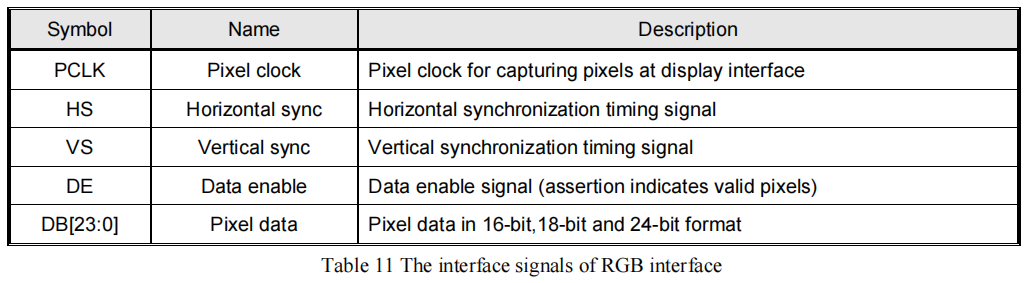 Symbol Name Description
PCLK Pixel clock Pixel clock for capturing pixels at display interface
HS Horizontal sync Horizontal synchronization timing signal
VS Vertical sync Vertical synchronization timing signal
DE Data enable Data enable signal (assertion indicates valid pixels)
DB[23:0] Pixel data Pixel data in 16-bit,18-bit and 24-bit format
Table 11 The interface signals of RGB interface